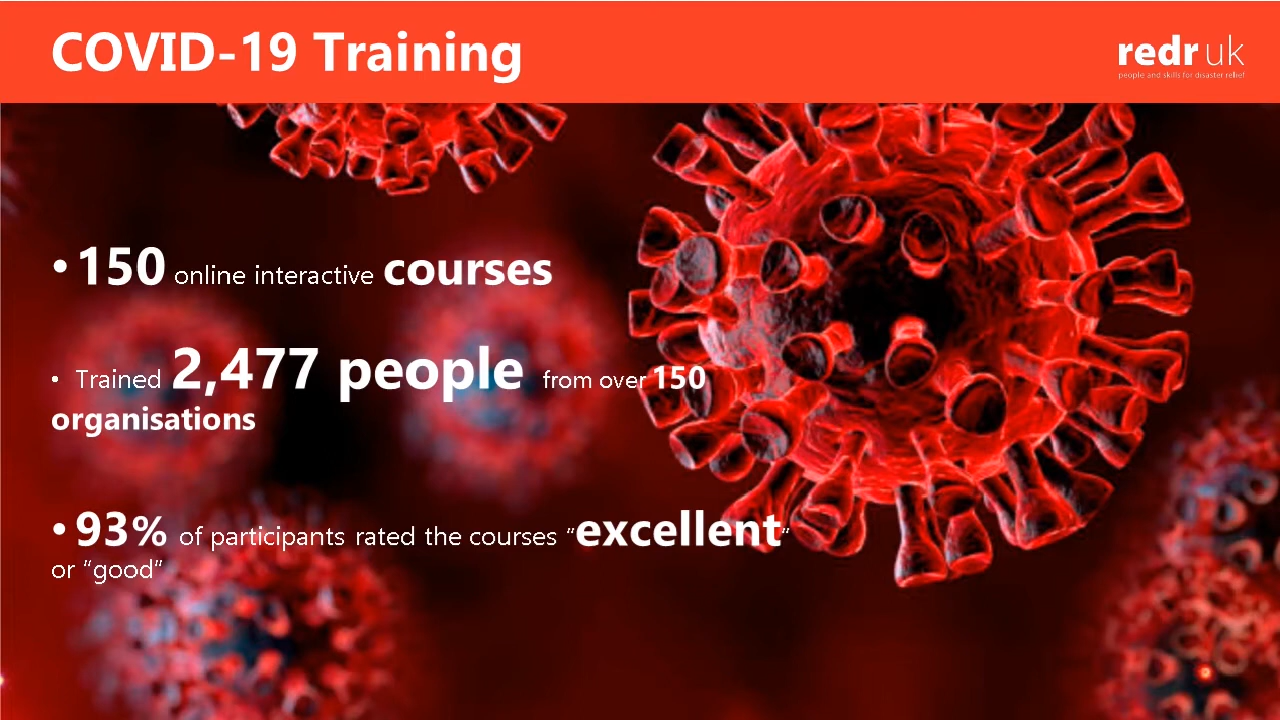 COVID-19 Training
redr uk
people and skills for disaster relief
• 150 online interactive courses
• Trained 2,477 people from over 150
organisations
• 93% of participants rated the courses “excellent”
or “good”